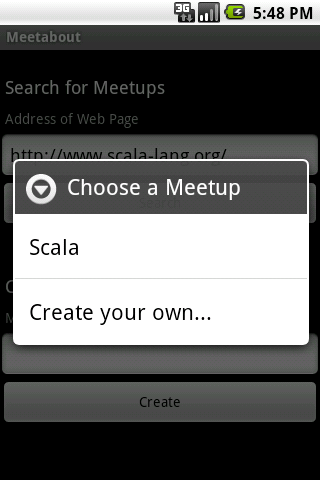 3G 5:48 PM
Meetabout
Search for Meetups
Address of Web Page
http://www.scala-lang.org/
Choose a Meetup
Scala
Create your own...
Create